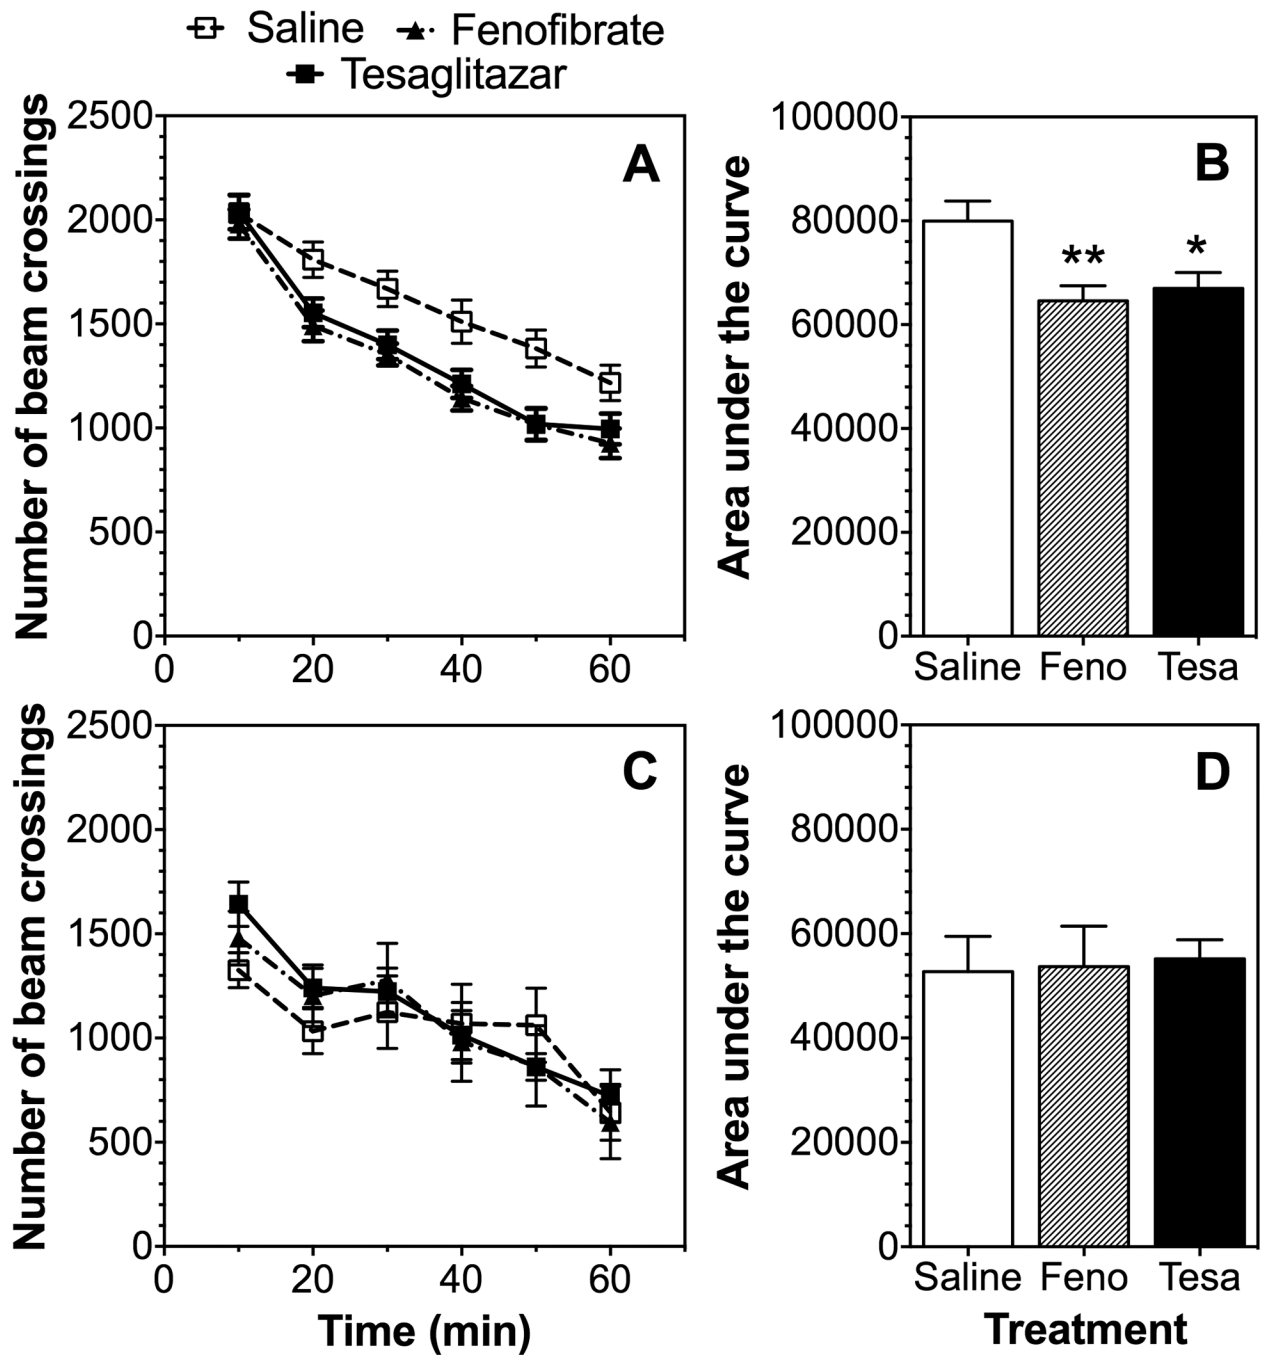 Saline Fenofibrate
Tesaglitazar
Number of beam crossings
2500
2000
1500
1000
500
0
0 20 40 60
A
Area under the curve
100000
80000
60000
40000
20000
0
** *
Saline Feno Tesa
B
Number of beam crossings
2500
2000
1500
1000
500
0
0 20 40 60
Time (min)
C
Area under the curve
100000
80000
60000
40000
20000
0
Saline Feno Tesa
Treatment
D